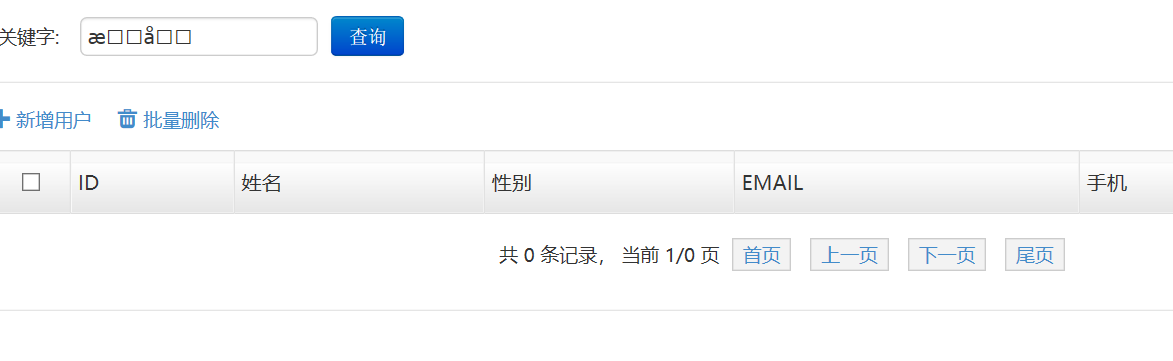 关键字: æ□□å□□ 查询
新增用户 批量删除
ID 姓名 性别 EMAIL 手机
共 0 条记录， 当前 1/0 页 首页 上一页 下一页 尾页